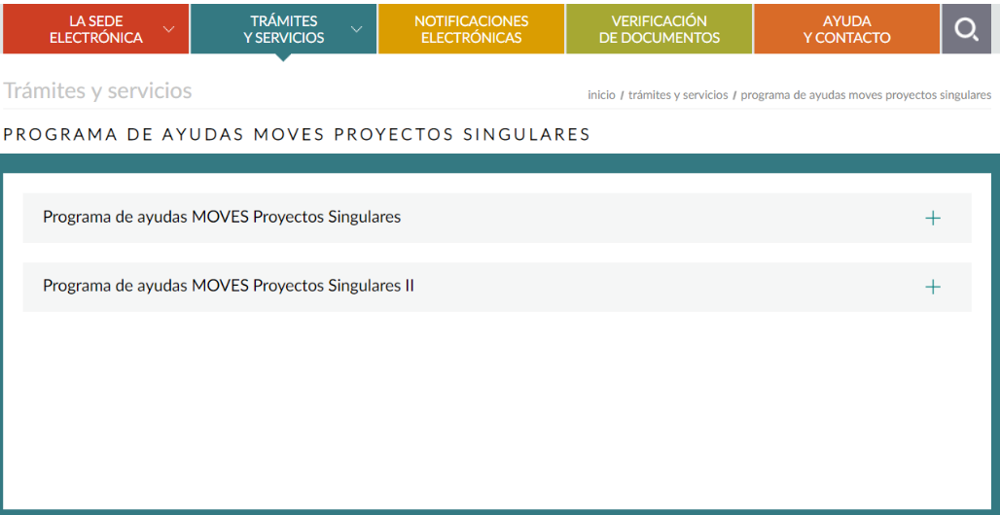 LA SEDE
ELECTRÓNICA
TRÁMITES
Y SERVICIOS
NOTIFICACIONES
ELECTRÓNICAS
VERIFICACIÓN
DE DOCUMENTOS
AYUDA
Y CONTACTO
Trámites y servicios
inicio / trámites y servicios / programa de ayudas moves proyectos singulares
PROGRAMA DE AYUDAS MOVES PROYECTOS SINGULARES
Programa de ayudas MOVES Proyectos Singulares
Programa de ayudas MOVES Proyectos Singulares II